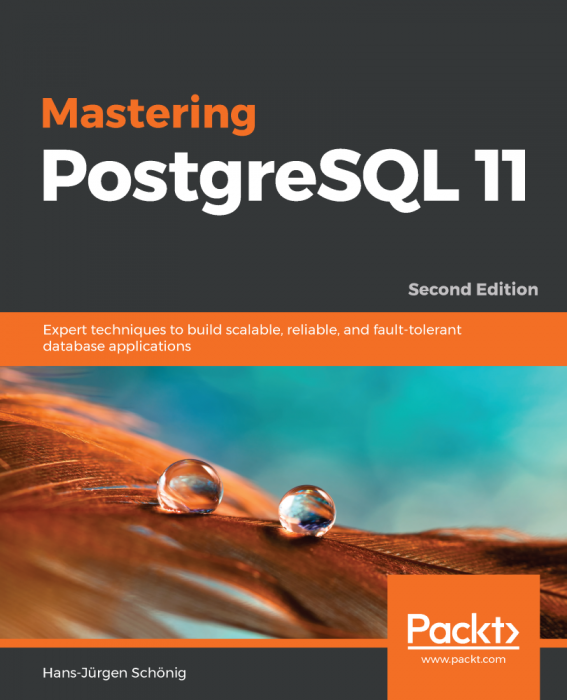 Mastering
PostgreSQL 11
Second Edition
Expert techniques to build scalable, reliable, and fault-tolerant
database applications
Packt>
www.packt.com
Hans-Jürgen Schönig